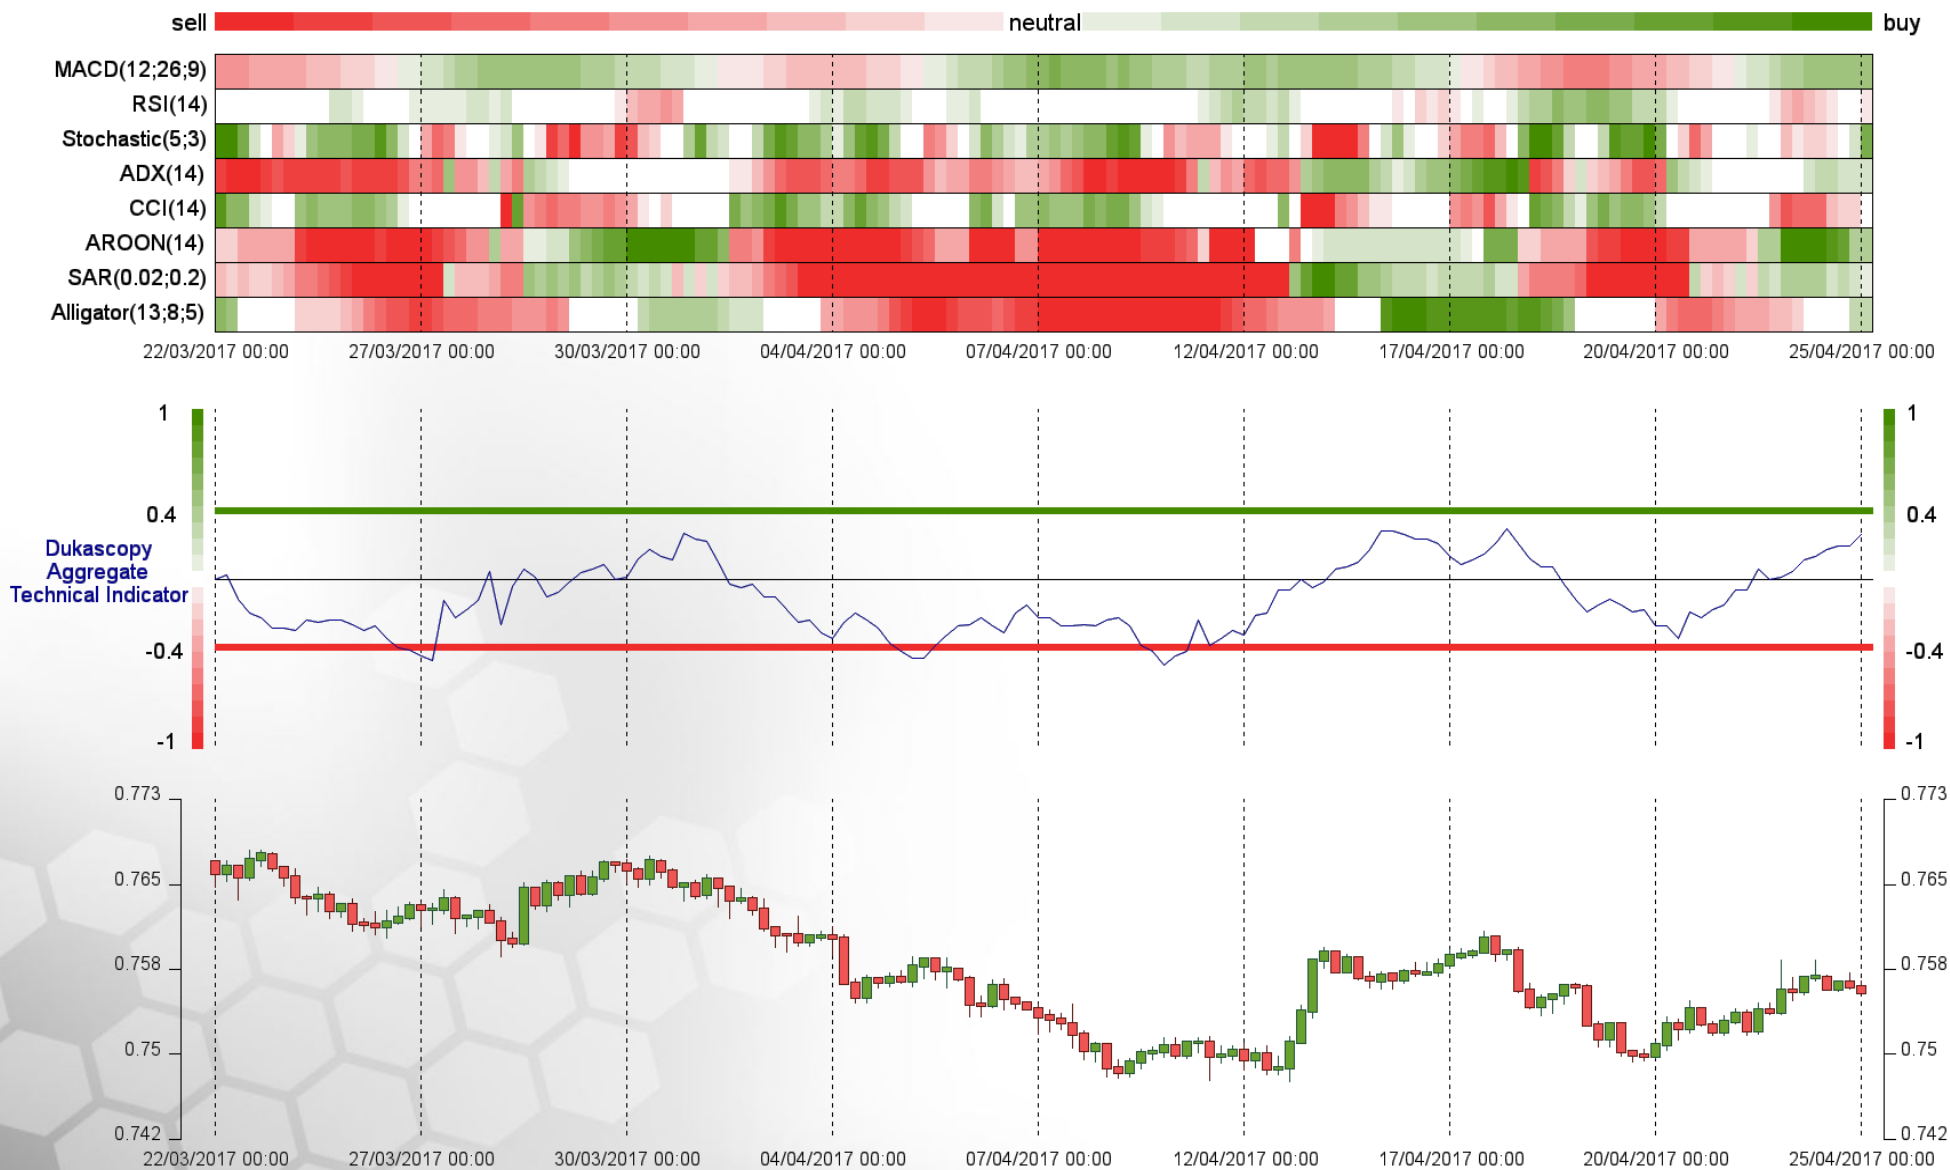 sell neutral buy
MACD(12;26;9)
RSI(14)
Stochastic(5;3)
ADX(14)
CCI(14)
AROON(14)
SAR(0.02;0.2)
Alligator(13;8;5)
22/03/2017 00:00 27/03/2017 00:00 30/03/2017 00:00 04/04/2017 00:00 07/04/2017 00:00 12/04/2017 00:00 17/04/2017 00:00 20/04/2017 00:00 25/04/2017 00:00
1 1
0.4 0.4
Dukascopy
Aggregate
Technical Indicator
-0.4 -0.4
-1 -1
0.773 0.773
0.765 0.765
0.758 0.758
0.75 0.75
0.742 0.742
22/03/2017 00:00 27/03/2017 00:00 30/03/2017 00:00 04/04/2017 00:00 07/04/2017 00:00 12/04/2017 00:00 17/04/2017 00:00 20/04/2017 00:00 25/04/2017 00:00